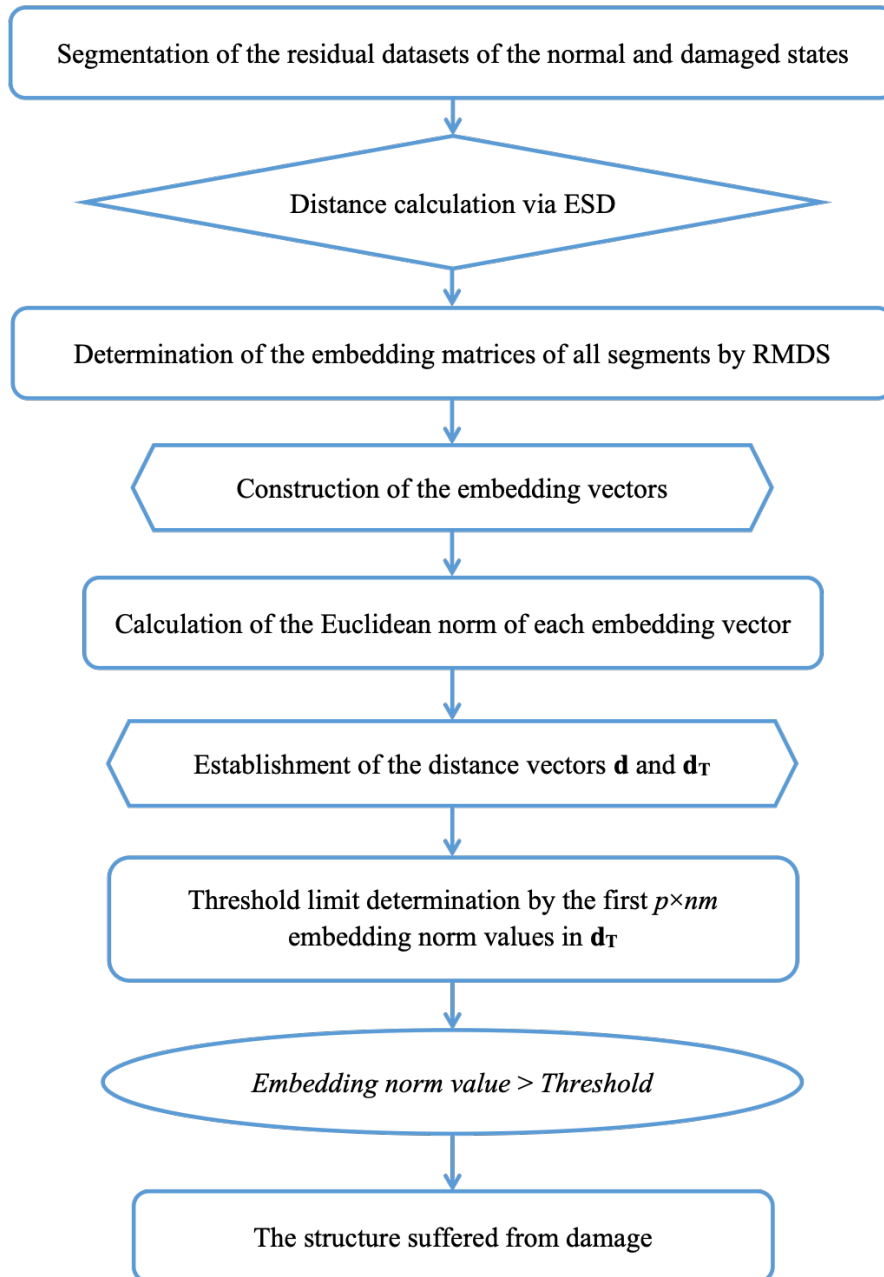 Segmentation of the residual datasets of the normal and damaged states
Distance calculation via ESD
Determination of the embedding matrices of all segments by RMDS
Construction of the embedding vectors
Calculation of the Euclidean norm of each embedding vector
Establishment of the distance vectors d and dT
Threshold limit determination by the first p×nm
embedding norm values in dT
Embedding norm value > Threshold
The structure suffered from damage